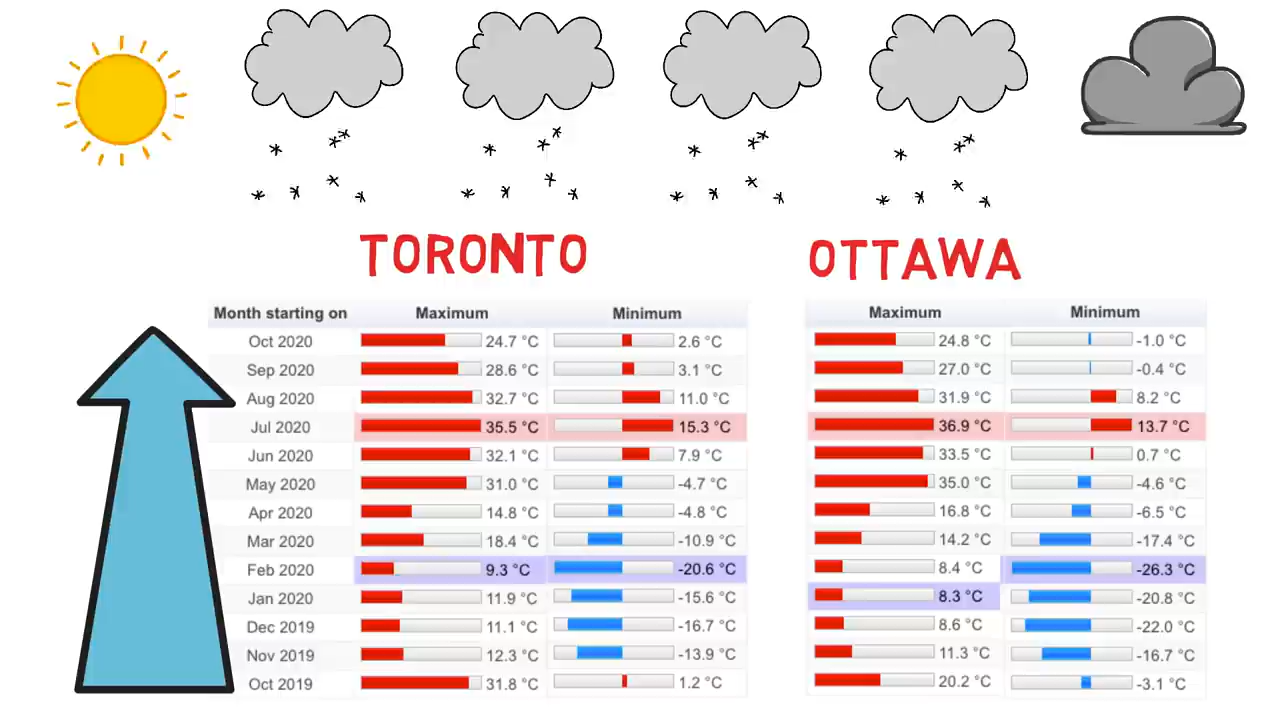 TORONTO OTTAWA
Month starting on Maximum Minimum Maximum Minimum
Oct 2020 24.7 °C 2.6 °C 24.8 °C -1.0 °C
Sep 2020 28.6 °C 3.1 °C 27.0 °C -0.4 °C
Aug 2020 32.7 °C 11.0 °C 31.9 °C 8.2 °C
Jul 2020 35.5 °C 15.3 °C 36.9 °C 13.7 °C
Jun 2020 32.1 °C 7.9 °C 33.5 °C 0.7 °C
May 2020 31.0 °C -4.7 °C 35.0 °C -4.6 °C
Apr 2020 14.8 °C -4.8 °C 16.8 °C -6.5 °C
Mar 2020 18.4 °C -10.9 °C 14.2 °C -17.4 °C
Feb 2020 9.3 °C -20.6 °C 8.4 °C -26.3 °C
Jan 2020 11.9 °C -15.6 °C 8.3 °C -20.8 °C
Dec 2019 11.1 °C -16.7 °C 8.6 °C -22.0 °C
Nov 2019 12.3 °C -13.9 °C 11.3 °C -16.7 °C
Oct 2019 31.8 °C 1.2 °C 20.2 °C -3.1 °C